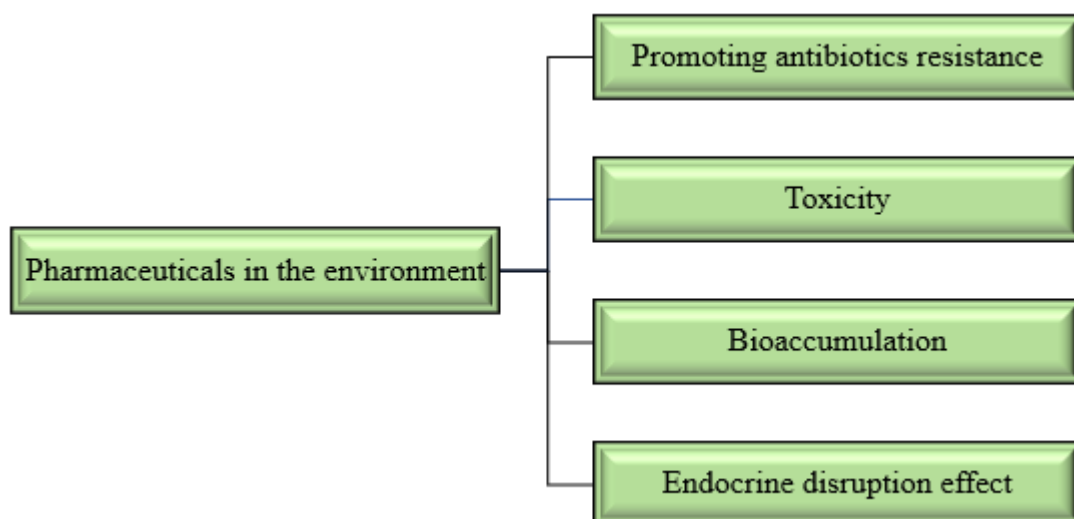 Promoting antibiotics resistance
Toxicity
Pharmaceuticals in the environment
Bioaccumulation
Endocrine disruption effect